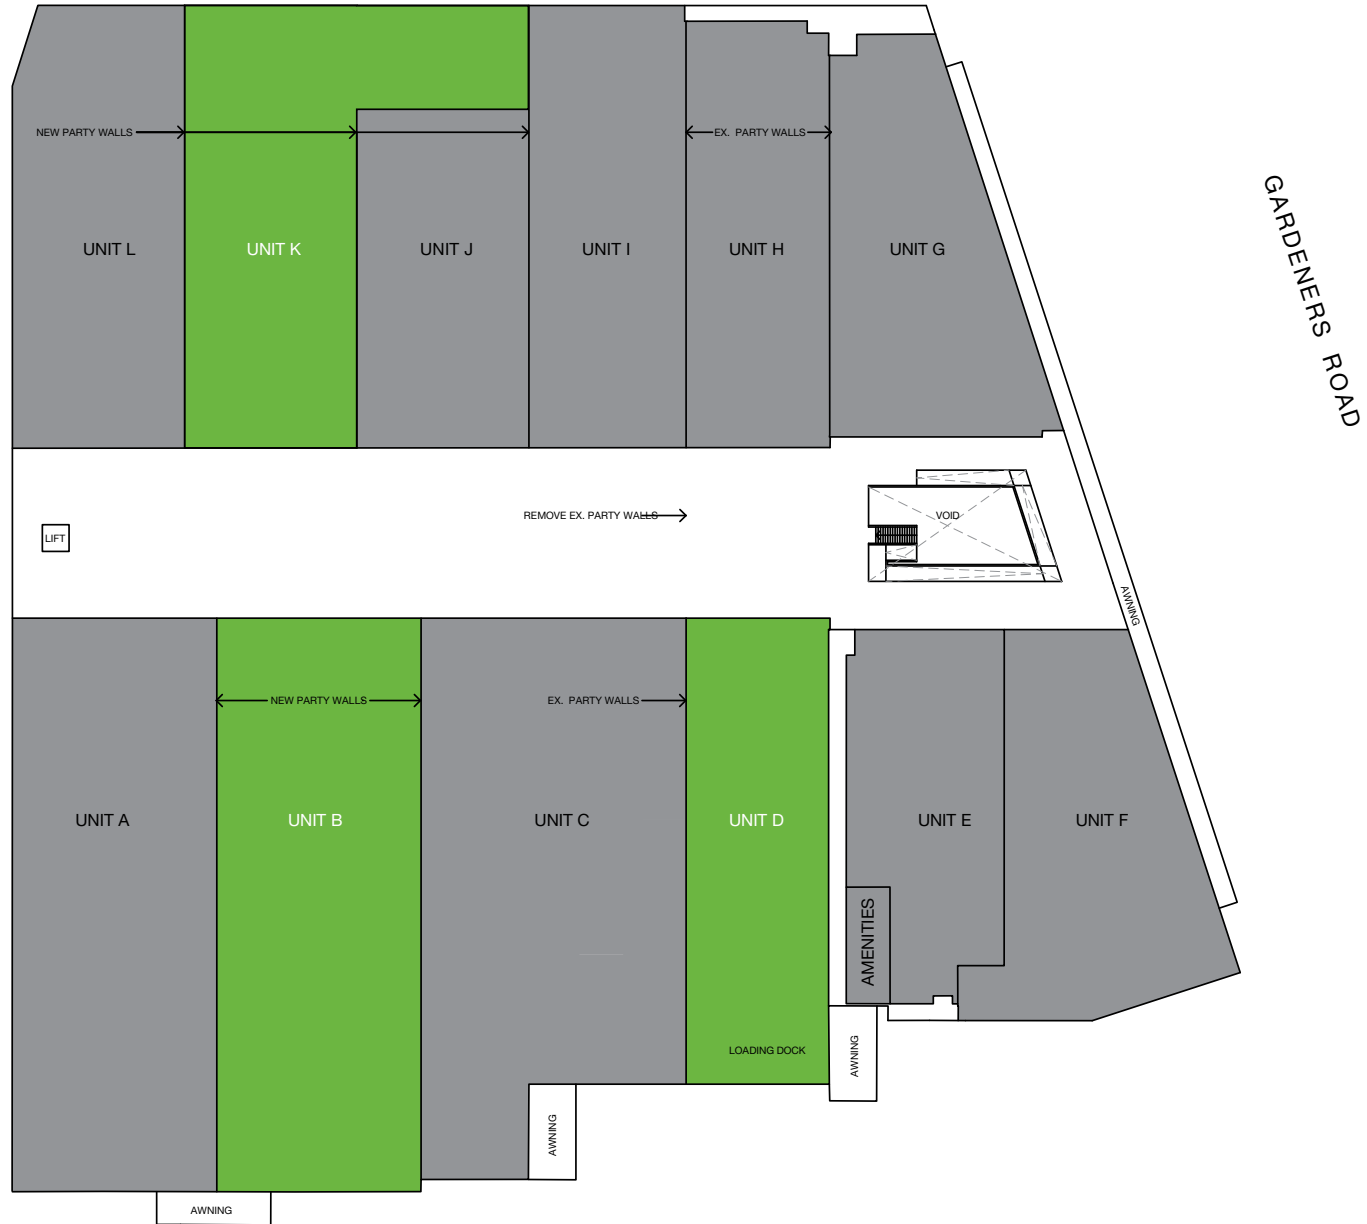 NEW PARTY WALLS
EX. PARTY WALLS
UNIT L
UNIT K
UNIT J
UNIT I
UNIT H
UNIT G
GARDENERS ROAD
LIFT
REMOVE EX. PARTY WALLS
VOID
AWNING
NEW PARTY WALLS
EX. PARTY WALLS
UNIT A
UNIT B
UNIT C
UNIT D
UNIT E
UNIT F
AMENITIES
LOADING DOCK
AWNING
AWNING
AWNING